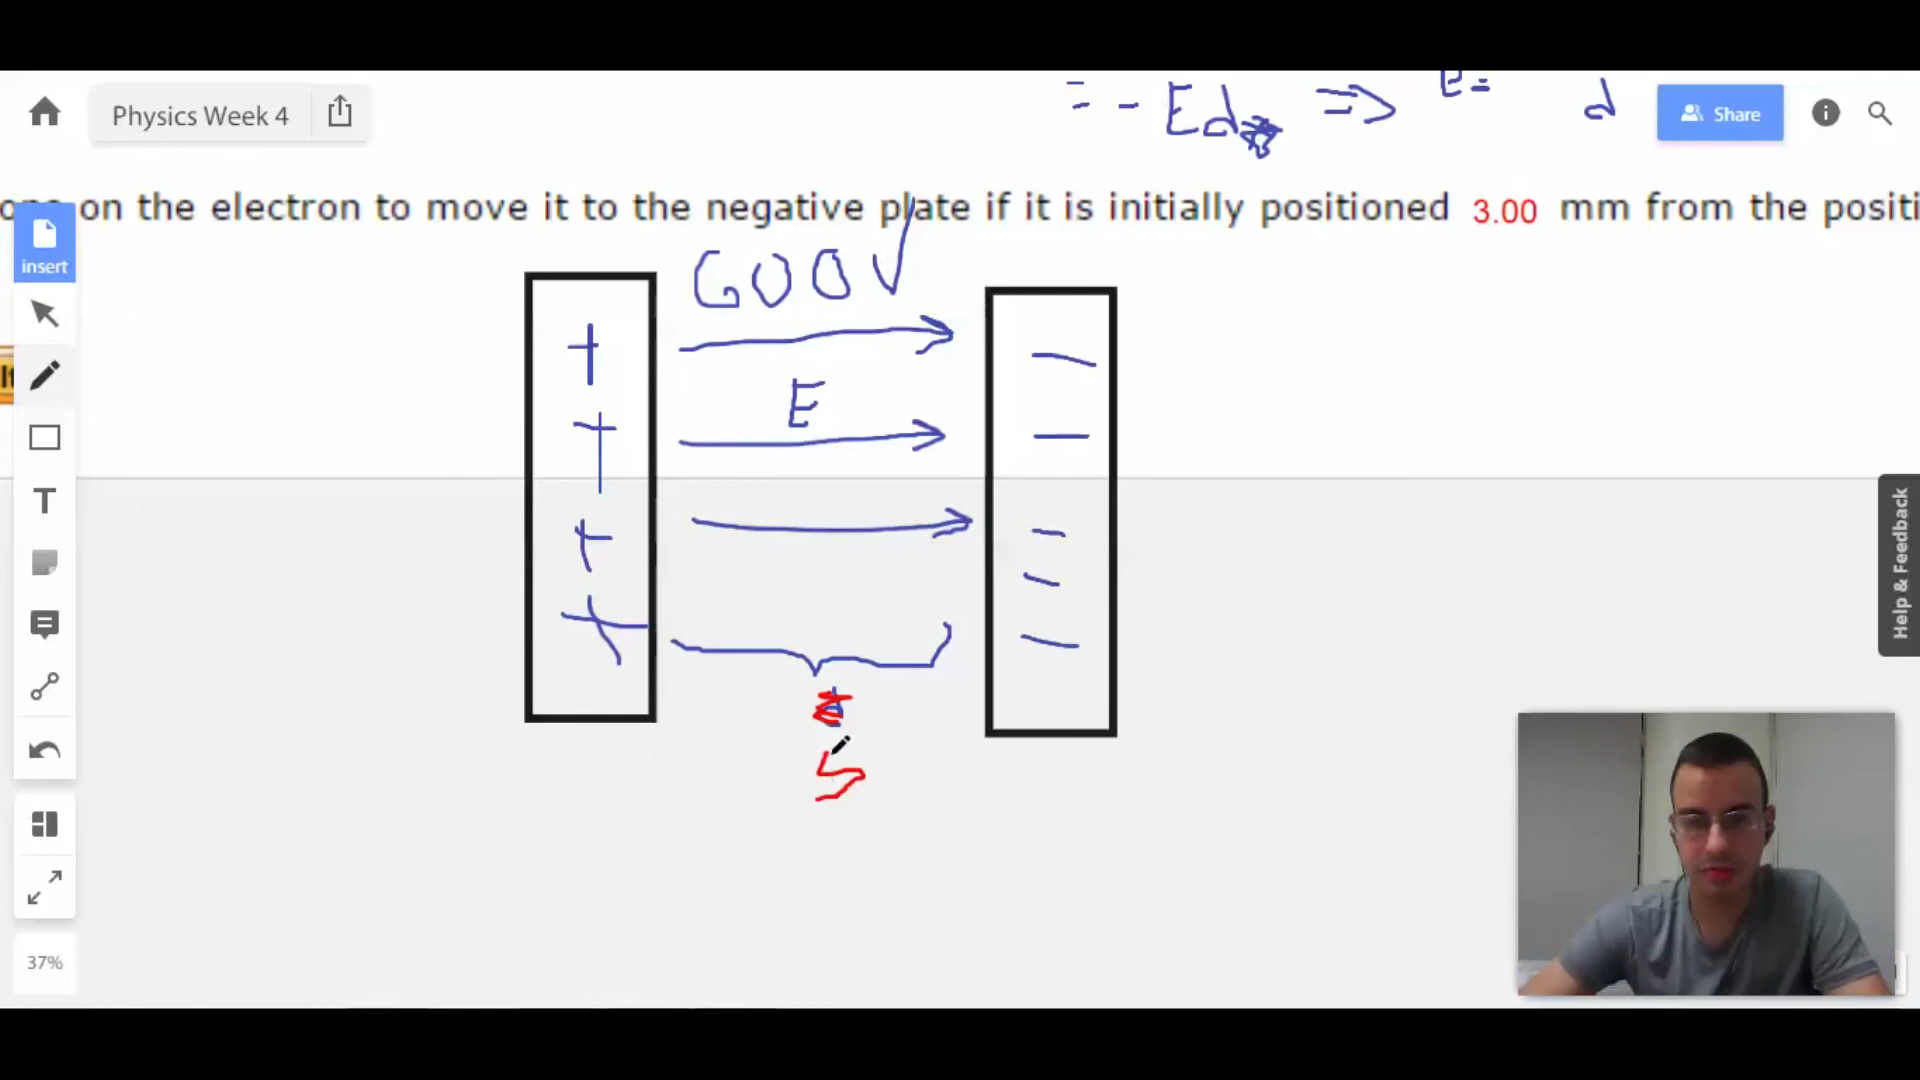 = - Ed ⇒ E= d
Physics Week 4
Share
on the electron to move it to the negative plate if it is initially positioned 3.00 mm from the positi
insert
600V
+ -
E
+ -
T
+ -
-
+ -
d
5
Help & Feedback
37%